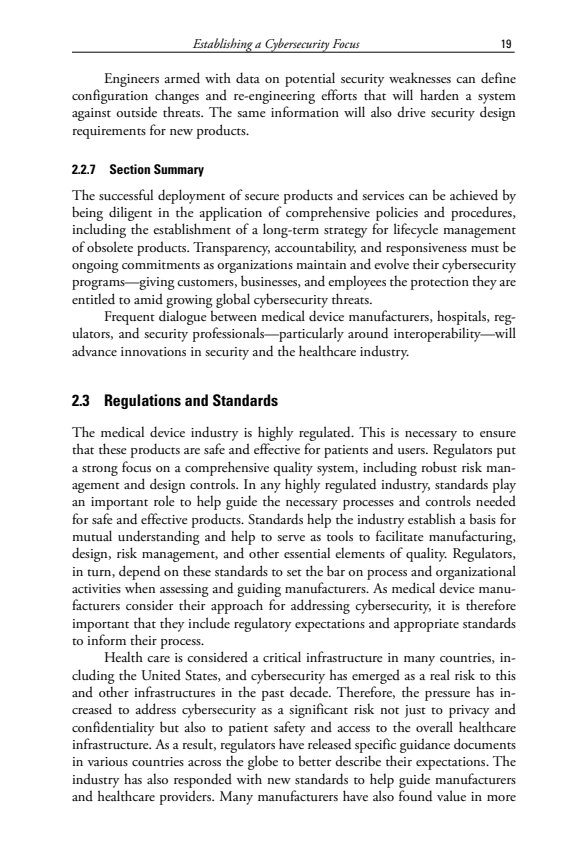 Establishing a Cybersecurity Focus 19
Engineers armed with data on potential security weaknesses can define
configuration changes and re-engineering efforts that will harden a system
against outside threats. The same information will also drive security design
requirements for new products.
2.2.7 Section Summary
The successful deployment of secure products and services can be achieved by
being diligent in the application of comprehensive policies and procedures,
including the establishment of a long-term strategy for lifecycle management
of obsolete products. Transparency, accountability, and responsiveness must be
ongoing commitments as organizations maintain and evolve their cybersecurity
programs—giving customers, businesses, and employees the protection they are
entitled to amid growing global cybersecurity threats.
Frequent dialogue between medical device manufacturers, hospitals, reg-
ulators, and security professionals—particularly around interoperability—will
advance innovations in security and the healthcare industry.
2.3 Regulations and Standards
The medical device industry is highly regulated. This is necessary to ensure
that these products are safe and effective for patients and users. Regulators put
a strong focus on a comprehensive quality system, including robust risk man-
agement and design controls. In any highly regulated industry, standards play
an important role to help guide the necessary processes and controls needed
for safe and effective products. Standards help the industry establish a basis for
mutual understanding and help to serve as tools to facilitate manufacturing,
design, risk management, and other essential elements of quality. Regulators,
in turn, depend on these standards to set the bar on process and organizational
activities when assessing and guiding manufacturers. As medical device manu-
facturers consider their approach for addressing cybersecurity, it is therefore
important that they include regulatory expectations and appropriate standards
to inform their process.
Health care is considered a critical infrastructure in many countries, in-
cluding the United States, and cybersecurity has emerged as a real risk to this
and other infrastructures in the past decade. Therefore, the pressure has in-
creased to address cybersecurity as a significant risk not just to privacy and
confidentiality but also to patient safety and access to the overall healthcare
infrastructure. As a result, regulators have released specific guidance documents
in various countries across the globe to better describe their expectations. The
industry has also responded with new standards to help guide manufacturers
and healthcare providers. Many manufacturers have also found value in more